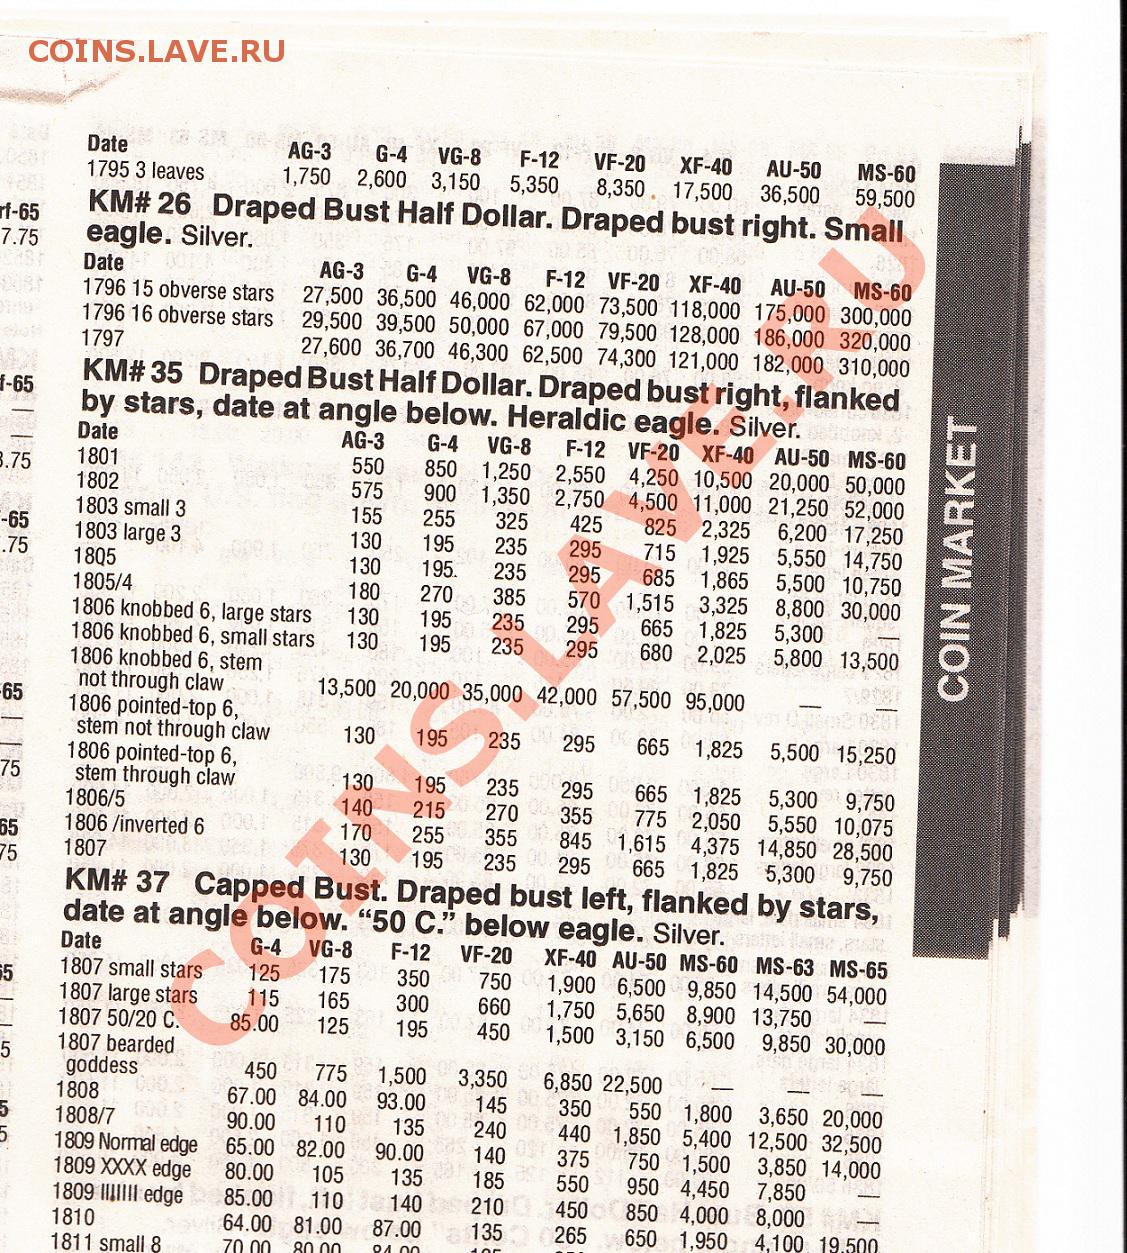 COINS.LAVE.RU
Date AG-3 G-4 VG-8 F-12 VF-20 XF-40 AU-50 MS-60
1795 3 leaves 1,750 2,600 3,150 5,350 8,350 17,500 36,500 59,500
KM# 26 Draped Bust Half Dollar. Draped bust right. Small
eagle. Silver.
Date AG-3 G-4 VG-8 F-12 VF-20 XF-40 AU-50 MS-60
1796 15 obverse stars 27,500 36,500 46,000 62,000 73,500 118,000 175,000 300,000
1796 16 obverse stars 29,500 39,500 50,000 67,000 79,500 128,000 186,000 320,000
1797 27,600 36,700 46,300 62,500 74,300 121,000 182,000 310,000
KM# 35 Draped Bust Half Dollar. Draped bust right, flanked
by stars, date at angle below. Heraldic eagle. Silver.
Date AG-3 G-4 VG-8 F-12 VF-20 XF-40 AU-50 MS-60
1801 550 850 1,250 2,550 4,250 10,500 20,000 50,000
1802 575 900 1,350 2,750 4,500 11,000 21,250 52,000
1803 small 3 155 255 325 425 825 2,325 6,200 17,250
1803 large 3 130 195 235 295 715 1,925 5,550 14,750
1805 130 195 235 295 685 1,865 5,500 10,750
1805/4 180 270 385 570 1,515 3,325 8,800 30,000
1806 knobbed 6, large stars 130 195 235 295 665 1,825 5,300 —
1806 knobbed 6, small stars 130 195 235 295 680 2,025 5,800 13,500
1806 knobbed 6, stem
not through claw 13,500 20,000 35,000 42,000 57,500 95,000 — —
1806 pointed-top 6,
stem not through claw 130 195 235 295 665 1,825 5,500 15,250
1806 pointed-top 6,
stem through claw 130 195 235 295 665 1,825 5,300 9,750
1806/5 140 215 270 355 775 2,050 5,550 10,075
1806 /inverted 6 170 255 355 845 1,615 4,375 14,850 28,500
1807 130 195 235 295 665 1,825 5,300 9,750
KM# 37 Capped Bust. Draped bust left, flanked by stars,
date at angle below. “50 C.” below eagle. Silver.
Date G-4 VG-8 F-12 VF-20 XF-40 AU-50 MS-60 MS-63 MS-65
1807 small stars 125 175 350 750 1,900 6,500 9,850 14,500 54,000
1807 large stars 115 165 300 660 1,750 5,650 8,900 13,750 —
1807 50/20 C. 85.00 125 195 450 1,500 3,150 6,500 9,850 30,000
1807 bearded
goddess 450 775 1,500 3,350 6,850 22,500 — — —
1808 67.00 84.00 93.00 145 350 550 1,800 3,650 20,000
1808/7 90.00 110 135 240 440 1,850 5,400 12,500 32,500
1809 Normal edge 65.00 82.00 90.00 140 375 750 1,500 3,850 14,000
1809 XXXX edge 80.00 105 135 185 550 950 4,450 7,850 —
1809 ||||||||| edge 85.00 110 140 210 450 850 4,000 8,000 —
1810 64.00 81.00 87.00 135 265 650 1,950 4,100 19,500
1811 small 8 70.00 80.00 84.00
COIN MARKET
COINS.LAVE.RU